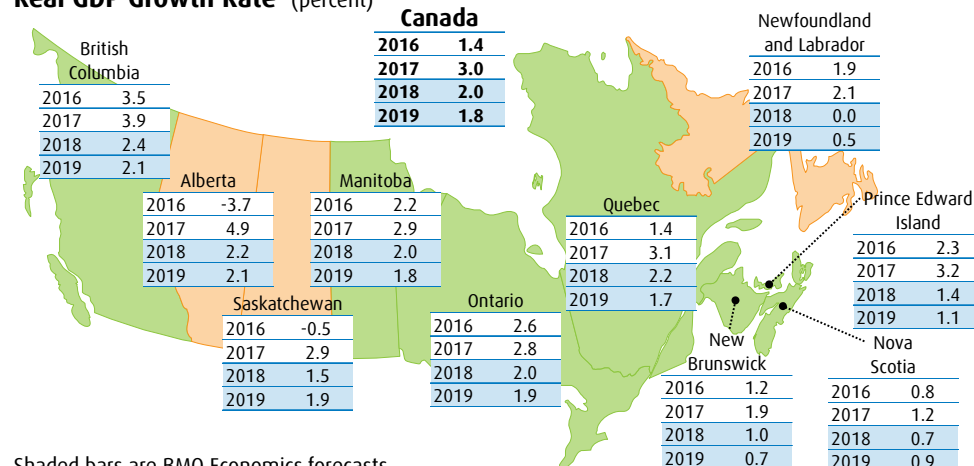 Real GDP Growth Rate (percent)
Canada
2016 1.4
2017 3.0
2018 2.0
2019 1.8
British
Columbia
2016 3.5
2017 3.9
2018 2.4
2019 2.1
Newfoundland
and Labrador
2016 1.9
2017 2.1
2018 0.0
2019 0.5
Alberta
2016 -3.7
2017 4.9
2018 2.2
2019 2.1
Manitoba
2016 2.2
2017 2.9
2018 2.0
2019 1.8
Quebec
2016 1.4
2017 3.1
2018 2.2
2019 1.7
Prince Edward
Island
2016 2.3
2017 3.2
2018 1.4
2019 1.1
Saskatchewan
2016 -0.5
2017 2.9
2018 1.5
2019 1.9
Ontario
2016 2.6
2017 2.8
2018 2.0
2019 1.9
New
Brunswick
2016 1.2
2017 1.9
2018 1.0
2019 0.7
Nova
Scotia
2016 0.8
2017 1.2
2018 0.7
2019 0.9
Shaded bars are BMO Economics forecasts